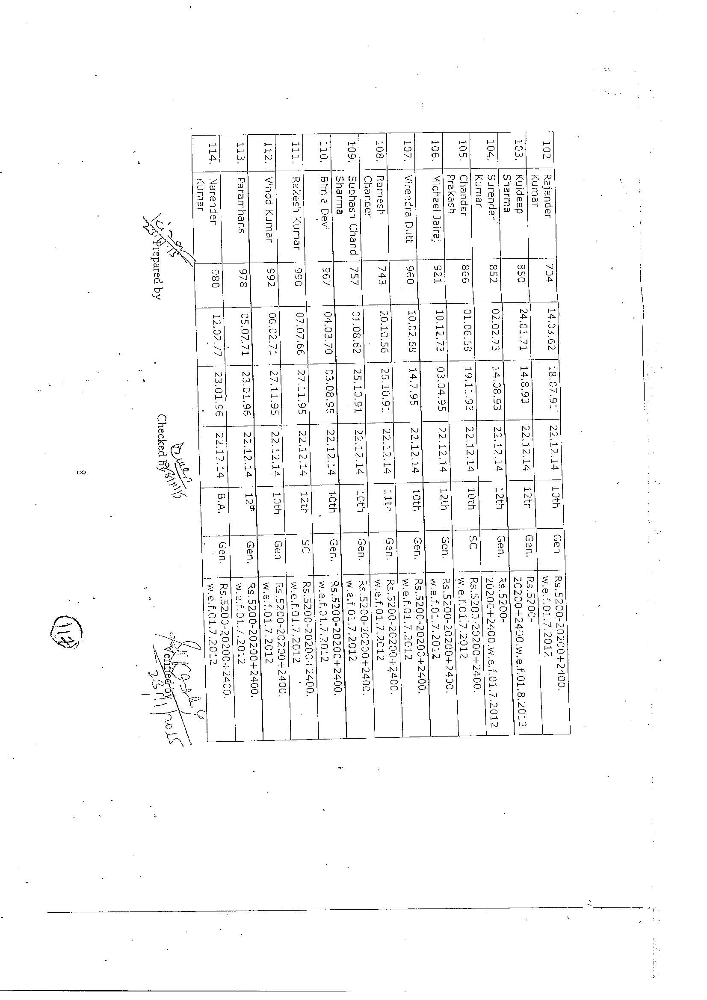 102 Rajender Kumar 704 14.03.62 18.07.91 22.12.14 10th Gen Rs.5200-20200+2400. w.e.f.01.7.2012
103. Kuldeep Sharma 850 24.01.71 14.8.93 22.12.14 12th Gen. Rs.5200-20200+2400.w.e.f.01.8.2013
104. Surender Kumar 852 02.02.73 14.08.93 22.12.14 12th Gen. Rs.5200-20200+2400.w.e.f.01.7.2012
105. Chander Prakash 866 01.06.68 19.11.93 22.12.14 10th SC Rs.5200-20200+2400. w.e.f.01.7.2012
106. Michael Jairaj 921 10.12.73 03.04.95 22.12.14 12th Gen. Rs.5200-20200+2400. w.e.f.01.7.2012
107. Virendra Dutt 960 10.02.68 14.7.95 22.12.14 10th Gen. Rs.5200-20200+2400. w.e.f.01.7.2012
108. Ramesh Chander 743 20.10.56 25.10.91 22.12.14 11th Gen. Rs.5200-20200+2400. w.e.f.01.7.2012
109. Subhash Chand Sharma 757 01.08.62 25.10.91 22.12.14 10th Gen. Rs.5200-20200+2400. w.e.f.01.7.2012
110. Bimla Devi 967 04.03.70 03.08.95 22.12.14 10th Gen. Rs.5200-20200+2400. w.e.f.01.7.2012
111. Rakesh Kumar 990 07.07.66 27.11.95 22.12.14 12th SC Rs.5200-20200+2400. w.e.f.01.7.2012
112. Vinod Kumar 992 06.02.71 27.11.95 22.12.14 10th Gen Rs.5200-20200+2400. w.e.f.01.7.2012
113. Paramhans 978 05.07.71 23.01.96 22.12.14 12th Gen. Rs.5200-20200+2400. w.e.f.01.7.2012
114. Narender Kumar 980 12.02.77 23.01.96 22.12.14 B.A. Gen. Rs.5200-20200+2400. w.e.f.01.7.2012
Prepared by Checked by Verified by
8